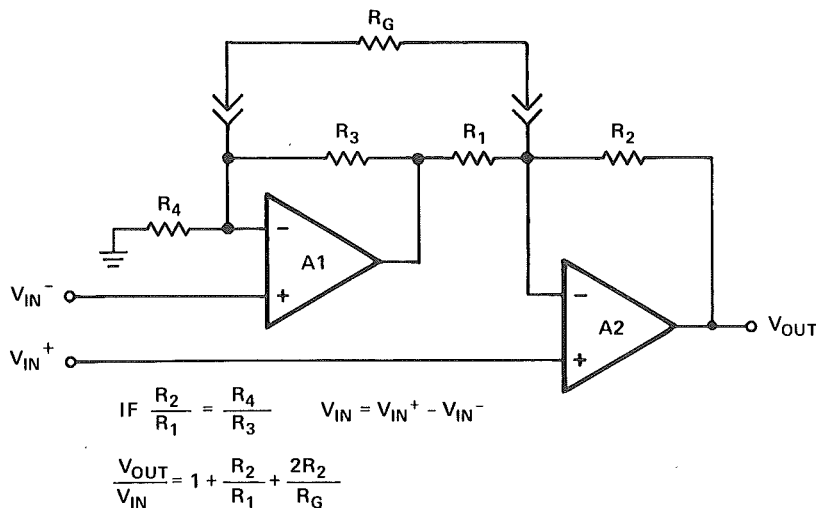 RG
R3
R1
R2
R4
−
A1
+
VIN−
VIN+
−
A2
+
VOUT
IF R2/R1 = R4/R3 VIN = VIN+ − VIN−
VOUT/VIN = 1 + R2/R1 + 2R2/RG